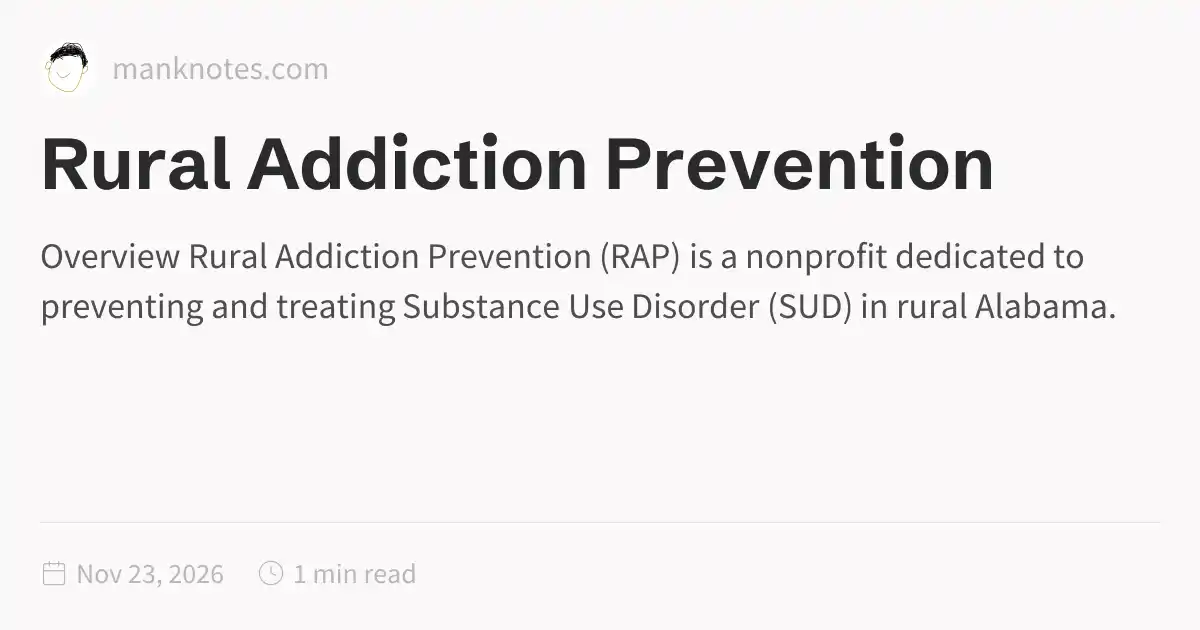 manknotes.com
Rural Addiction Prevention
Overview Rural Addiction Prevention (RAP) is a nonprofit dedicated to
preventing and treating Substance Use Disorder (SUD) in rural Alabama.
Nov 23, 2026 1 min read